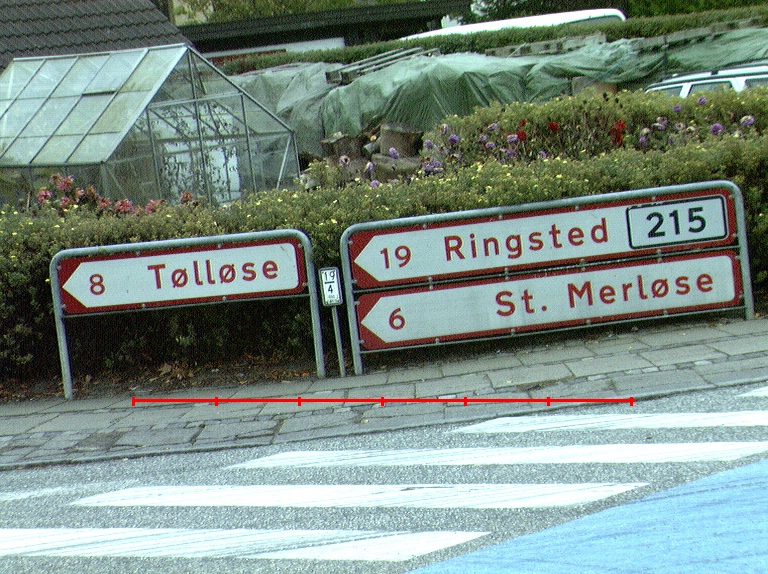 8 Tølløse
19
4
19 Ringsted 215
6 St. Merløse